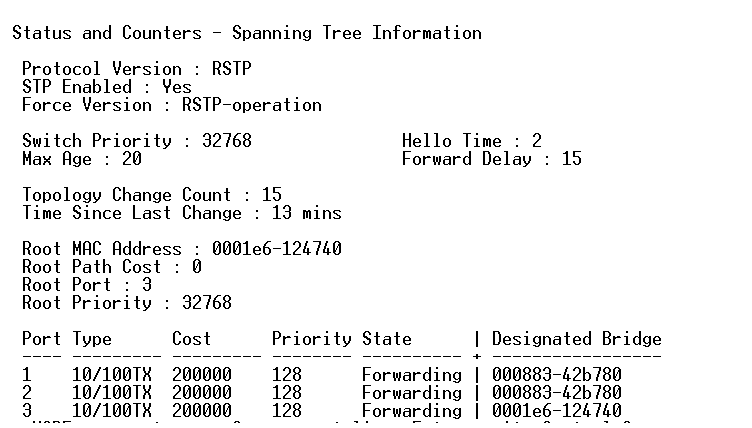 Status and Counters - Spanning Tree Information
Protocol Version : RSTP
STP Enabled : Yes
Force Version : RSTP-operation
Switch Priority : 32768 Hello Time : 2
Max Age : 20 Forward Delay : 15
Topology Change Count : 15
Time Since Last Change : 13 mins
Root MAC Address : 0001e6-124740
Root Path Cost : 0
Root Port : 3
Root Priority : 32768
Port Type Cost Priority State | Designated Bridge
---- --------- --------- -------- ---------- + -----------------
1 10/100TX 200000 128 Forwarding | 000883-42b780
2 10/100TX 200000 128 Forwarding | 000883-42b780
3 10/100TX 200000 128 Forwarding | 0001e6-124740